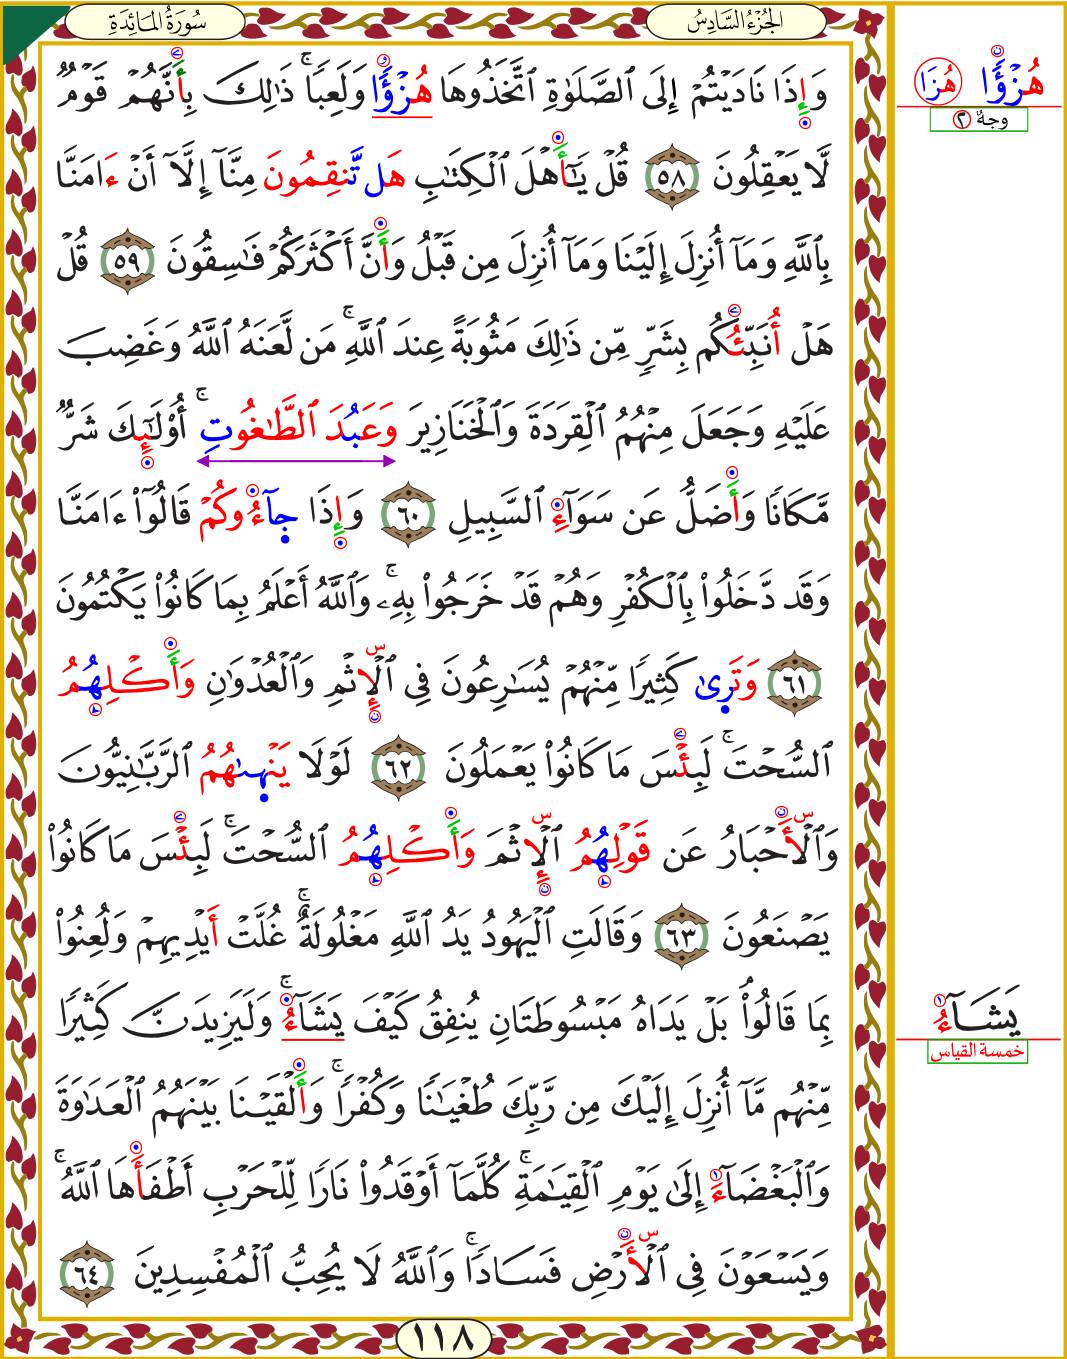 سُورَةُ المَائِدَةِ
الجُزْءُ السَّادِسُ
وَإِذَا نَادَيْتُمْ إِلَى ٱلصَّلَوٰةِ ٱتَّخَذُوهَا هُزْؤًا وَلَعِبًا ۚ ذَٰلِكَ بِأَنَّهُمْ قَوْمٌ
لَّا يَعْقِلُونَ ٥٨ قُلْ يَـٰٓأَهْلَ ٱلْكِتَـٰبِ هَل تَّنقِمُونَ مِنَّآ إِلَّآ أَنْ ءَامَنَّا
بِٱللَّهِ وَمَآ أُنزِلَ إِلَيْنَا وَمَآ أُنزِلَ مِن قَبْلُ وَأَنَّ أَكْثَرَكُمْ فَـٰسِقُونَ ٥٩ قُلْ
هَلْ أُنَبِّئُكُم بِشَرٍّ مِّن ذَٰلِكَ مَثُوبَةً عِندَ ٱللَّهِ ۚ مَن لَّعَنَهُ ٱللَّهُ وَغَضِبَ
عَلَيْهِ وَجَعَلَ مِنْهُمُ ٱلْقِرَدَةَ وَٱلْخَنَازِيرَ وَعَبُدَ ٱلطَّـٰغُوتِ ۚ أُوْلَـٰٓئِكَ شَرٌّ
مَّكَانًا وَأَضَلُّ عَن سَوَآءِ ٱلسَّبِيلِ ٦٠ وَإِذَا جَآءُوكُمْ قَالُوٓاْ ءَامَنَّا
وَقَد دَّخَلُواْ بِٱلْكُفْرِ وَهُمْ قَدْ خَرَجُواْ بِهِۦ ۚ وَٱللَّهُ أَعْلَمُ بِمَا كَانُواْ يَكْتُمُونَ
٦١ وَتَرَىٰ كَثِيرًا مِّنْهُمْ يُسَـٰرِعُونَ فِى ٱلْإِثْمِ وَٱلْعُدْوَٰنِ وَأَكْلِهُمُ
ٱلسُّحْتَ ۚ لَبِئْسَ مَا كَانُواْ يَعْمَلُونَ ٦٢ لَوْلَا يَنْهَىٰهُمُ ٱلرَّبَّـٰنِيُّونَ
وَٱلْأَحْبَارُ عَن قَوْلِهُمُ ٱلْإِثْمَ وَأَكْلِهُمُ ٱلسُّحْتَ ۚ لَبِئْسَ مَا كَانُواْ
يَصْنَعُونَ ٦٣ وَقَالَتِ ٱلْيَهُودُ يَدُ ٱللَّهِ مَغْلُولَةٌ ۚ غُلَّتْ أَيْدِيهِمْ وَلُعِنُواْ
بِمَا قَالُواْ ۘ بَلْ يَدَاهُ مَبْسُوطَتَانِ يُنفِقُ كَيْفَ يَشَآءُ ۚ وَلَيَزِيدَنَّ كَثِيرًا
مِّنْهُم مَّآ أُنزِلَ إِلَيْكَ مِن رَّبِّكَ طُغْيَـٰنًا وَكُفْرًا ۚ وَأَلْقَيْنَا بَيْنَهُمُ ٱلْعَدَٰوَةَ
وَٱلْبَغْضَآءَ إِلَىٰ يَوْمِ ٱلْقِيَـٰمَةِ ۚ كُلَّمَآ أَوْقَدُواْ نَارًا لِّلْحَرْبِ أَطْفَأَهَا ٱللَّهُ ۚ
وَيَسْعَوْنَ فِى ٱلْأَرْضِ فَسَادًا ۚ وَٱللَّهُ لَا يُحِبُّ ٱلْمُفْسِدِينَ ٦٤
١١٨
هُزْؤًا هُزَا
وجهٌ ٢
يَشَآءُ
خمسة القياس